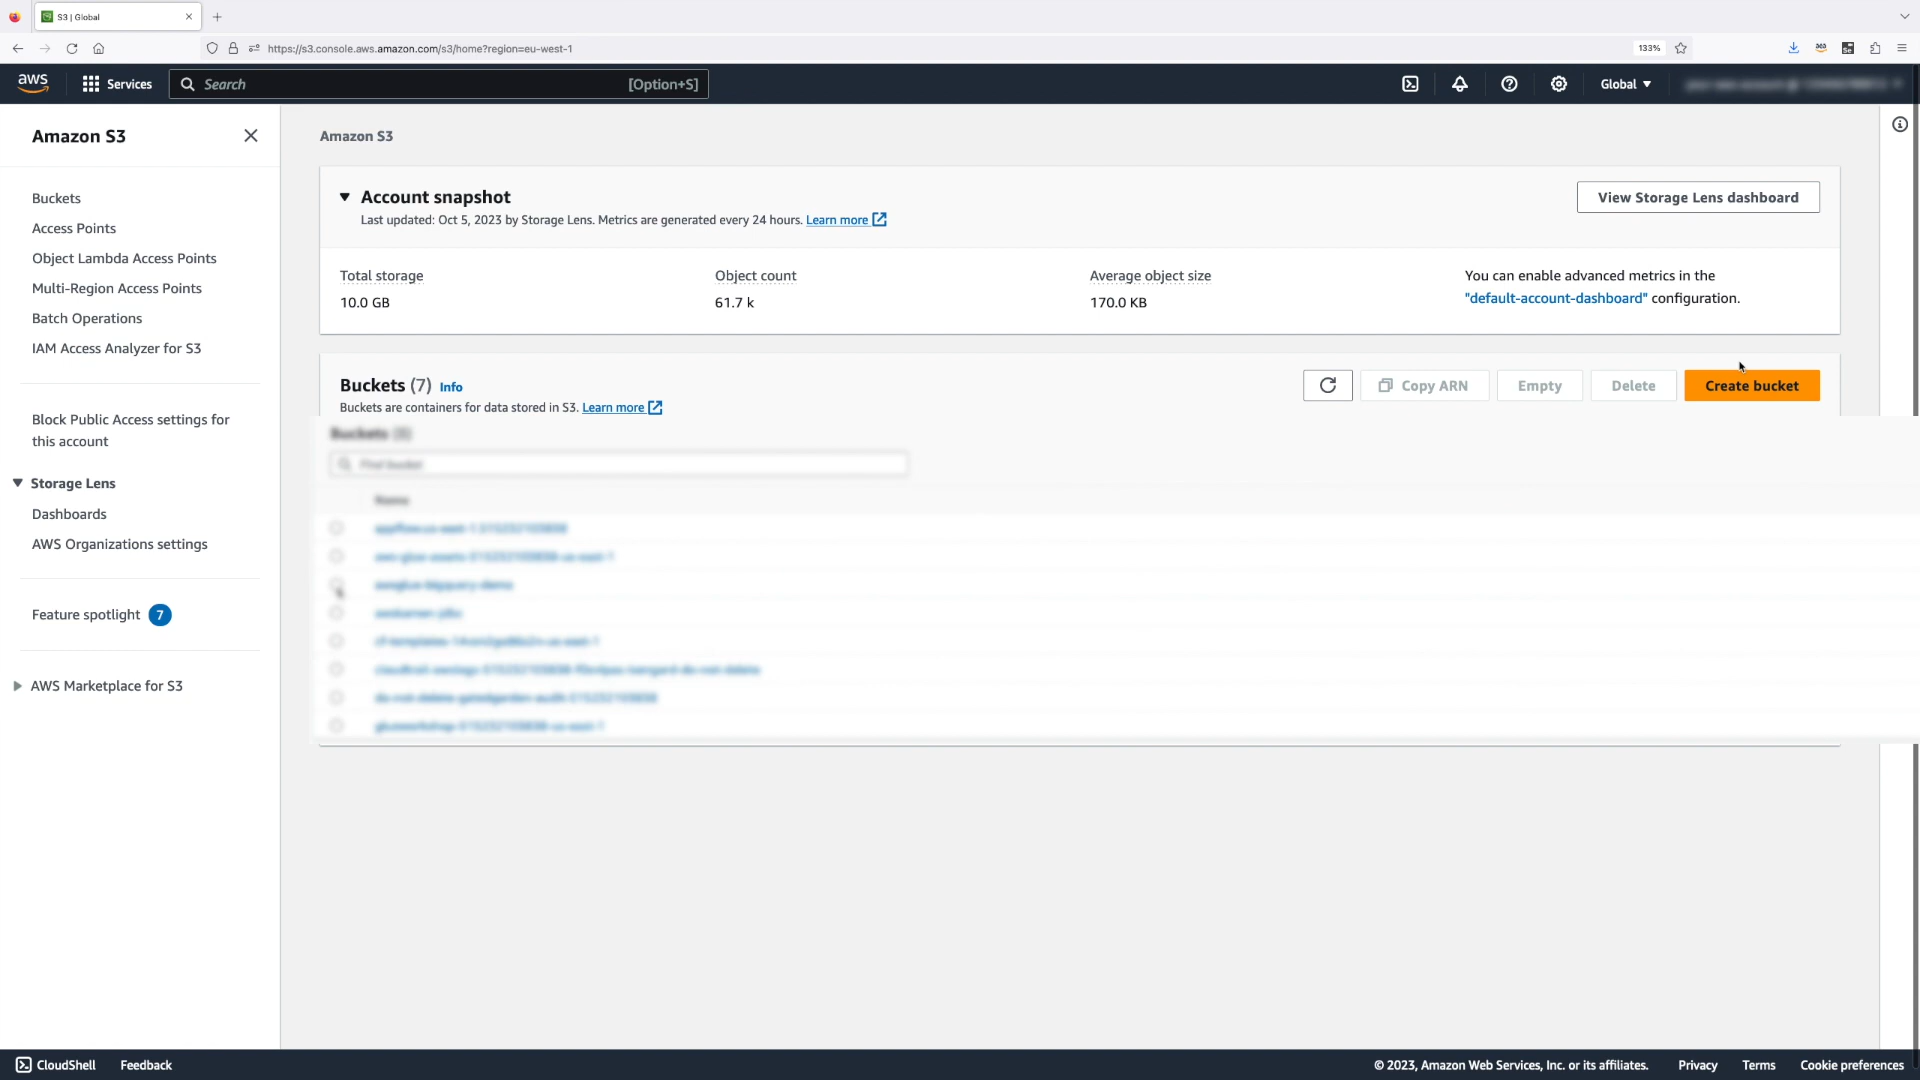 S3 | Global
https://s3.console.aws.amazon.com/s3/home?region=eu-west-1
133%
aws
Services
Search
[Option+S]
Global
Amazon S3
Buckets
Access Points
Object Lambda Access Points
Multi-Region Access Points
Batch Operations
IAM Access Analyzer for S3
Block Public Access settings for
this account
Storage Lens
Dashboards
AWS Organizations settings
Feature spotlight 7
AWS Marketplace for S3
Amazon S3
Account snapshot
Last updated: Oct 5, 2023 by Storage Lens. Metrics are generated every 24 hours. Learn more
View Storage Lens dashboard
Total storage
10.0 GB
Object count
61.7 k
Average object size
170.0 KB
You can enable advanced metrics in the
"default-account-dashboard" configuration.
Buckets (7) Info
Buckets are containers for data stored in S3. Learn more
Copy ARN
Empty
Delete
Create bucket
Find bucket
Name
CloudShell
Feedback
© 2023, Amazon Web Services, Inc. or its affiliates.
Privacy
Terms
Cookie preferences